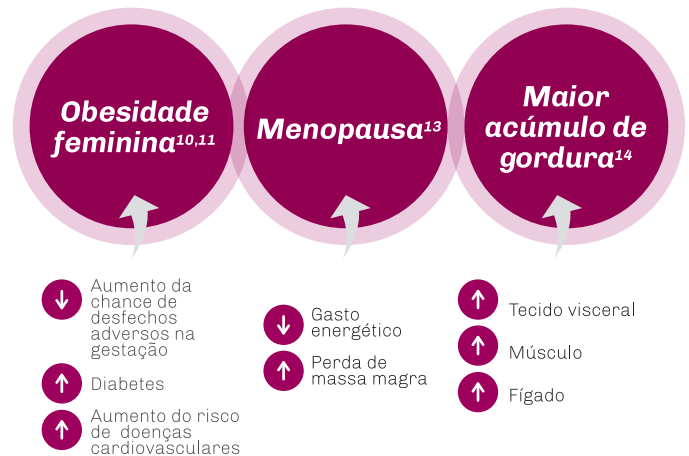 Obesidade
feminina10,11
Menopausa13
Maior
acúmulo de
gordura14
Aumento da
chance de
desfechos
adversos na
gestação
Diabetes
Aumento do risco
de doenças
cardiovasculares
Gasto
energético
Perda de
massa magra
Tecido visceral
Músculo
Fígado